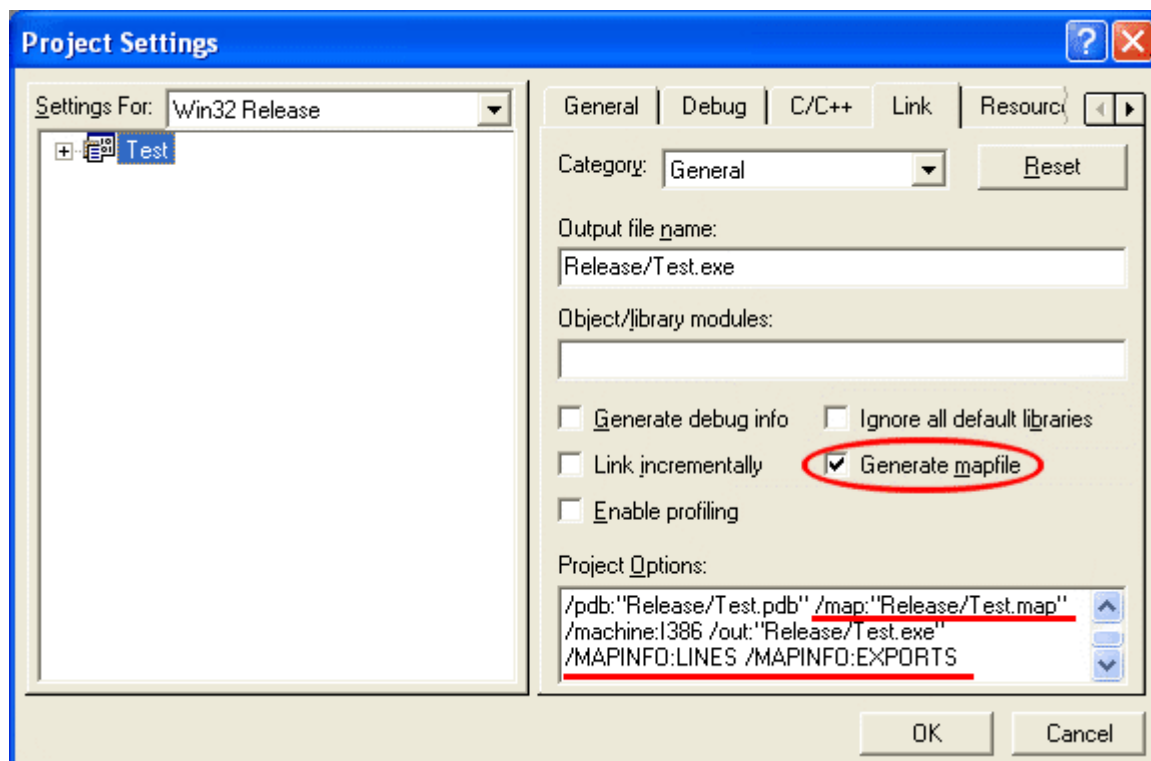 Project Settings
Settings For: Win32 Release
Test
General Debug C/C++ Link Resourc
Category: General Reset
Output file name:
Release/Test.exe
Object/library modules:
Generate debug info Ignore all default libraries
Link incrementally Generate mapfile
Enable profiling
Project Options:
/pdb:"Release/Test.pdb" /map:"Release/Test.map"
/machine:I386 /out:"Release/Test.exe"
/MAPINFO:LINES /MAPINFO:EXPORTS
OK Cancel